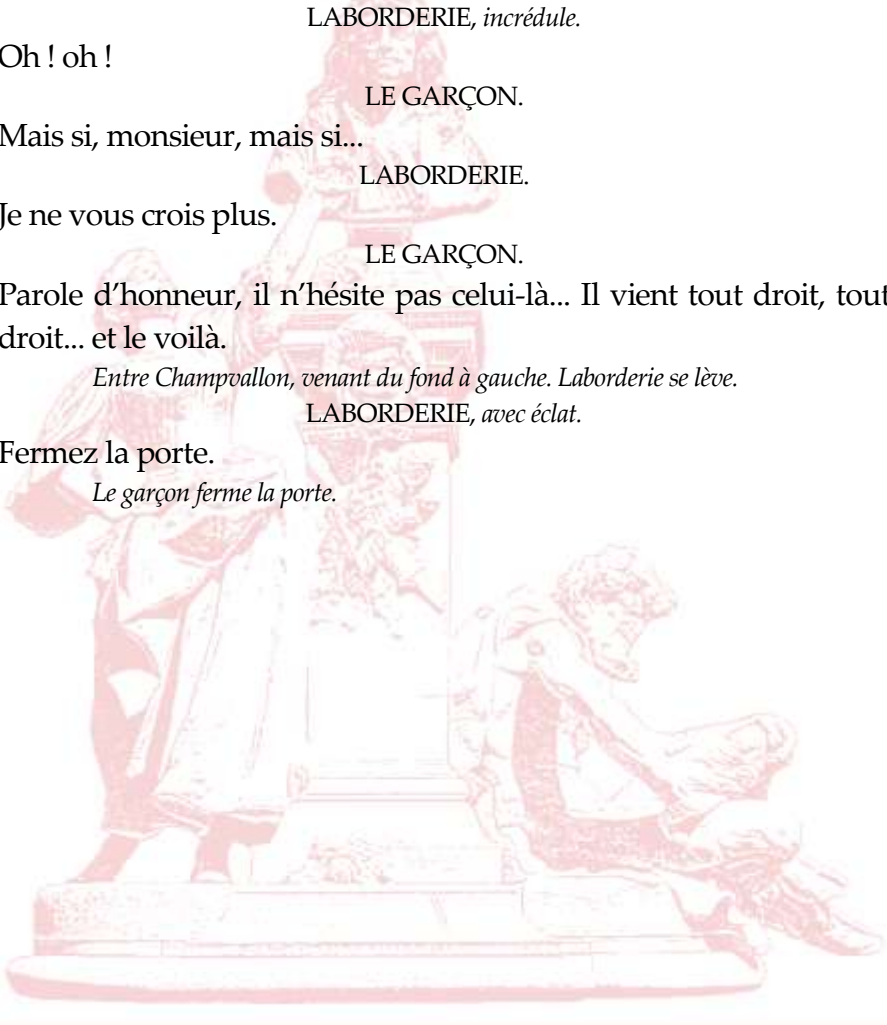 LABORDERIE, incrédule.
Oh ! oh !
LE GARÇON.
Mais si, monsieur, mais si...
LABORDERIE.
Je ne vous crois plus.
LE GARÇON.
Parole d’honneur, il n’hésite pas celui-là... Il vient tout droit, tout
droit... et le voilà.
Entre Champvallon, venant du fond à gauche. Laborderie se lève.
LABORDERIE, avec éclat.
Fermez la porte.
Le garçon ferme la porte.